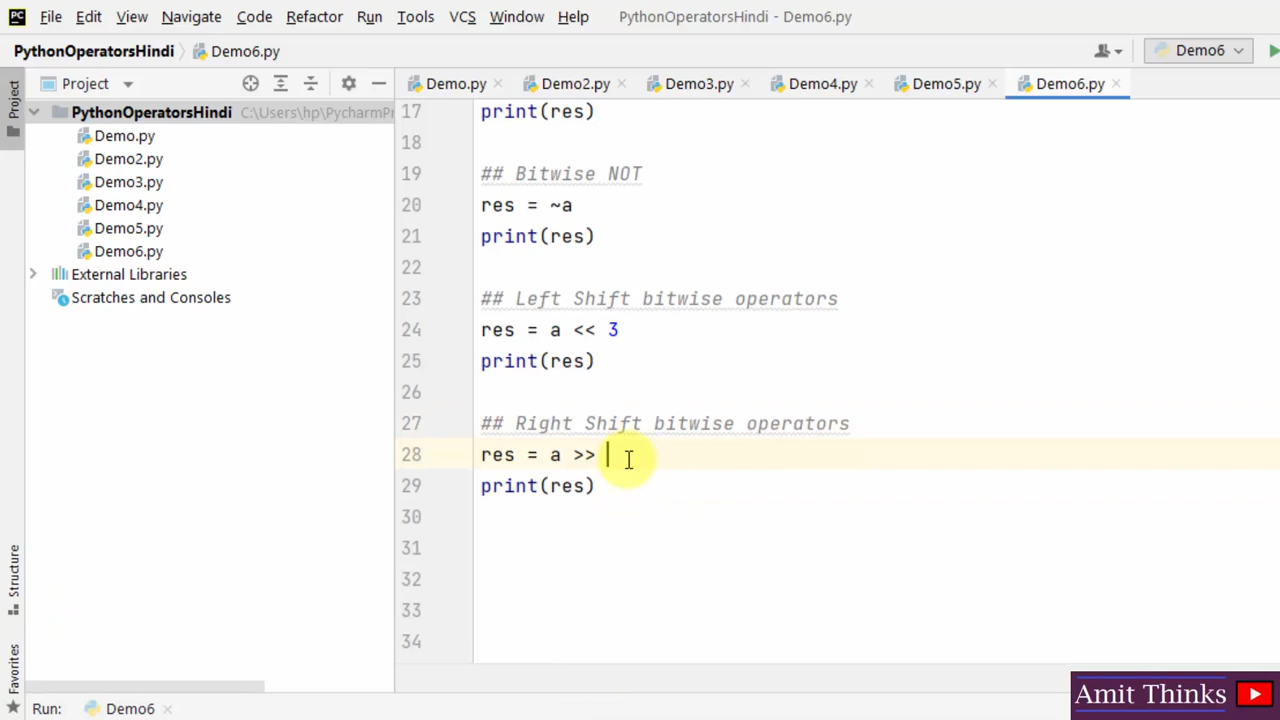 PC File Edit View Navigate Code Refactor Run Tools VCS Window Help PythonOperatorsHindi - Demo6.py
PythonOperatorsHindi Demo6.py Demo6
Project Demo.py Demo2.py Demo3.py Demo4.py Demo5.py Demo6.py
Project
Structure
Favorites
PythonOperatorsHindi C:\Users\hp\PycharmPr
Demo.py
Demo2.py
Demo3.py
Demo4.py
Demo5.py
Demo6.py
External Libraries
Scratches and Consoles
17 print(res)
18
19 ## Bitwise NOT
20 res = ~a
21 print(res)
22
23 ## Left Shift bitwise operators
24 res = a << 3
25 print(res)
26
27 ## Right Shift bitwise operators
28 res = a >>
29 print(res)
30
31
32
33
34
Run: Demo6
Amit Thinks